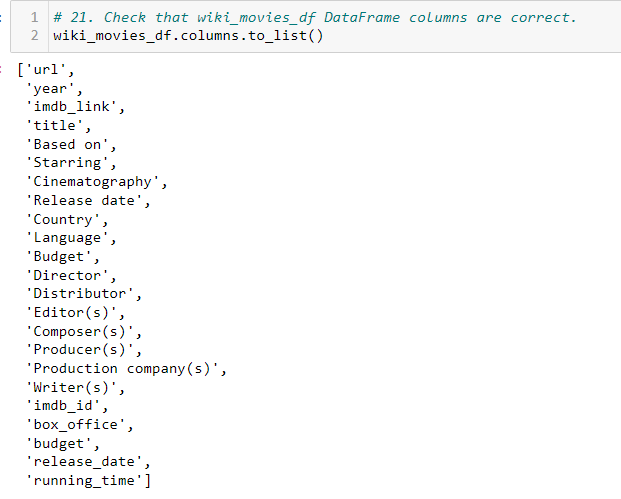 1 # 21. Check that wiki_movies_df DataFrame columns are correct.
2 wiki_movies_df.columns.to_list()
['url',
'year',
'imdb_link',
'title',
'Based on',
'Starring',
'Cinematography',
'Release date',
'Country',
'Language',
'Budget',
'Director',
'Distributor',
'Editor(s)',
'Composer(s)',
'Producer(s)',
'Production company(s)',
'Writer(s)',
'imdb_id',
'box_office',
'budget',
'release_date',
'running_time']